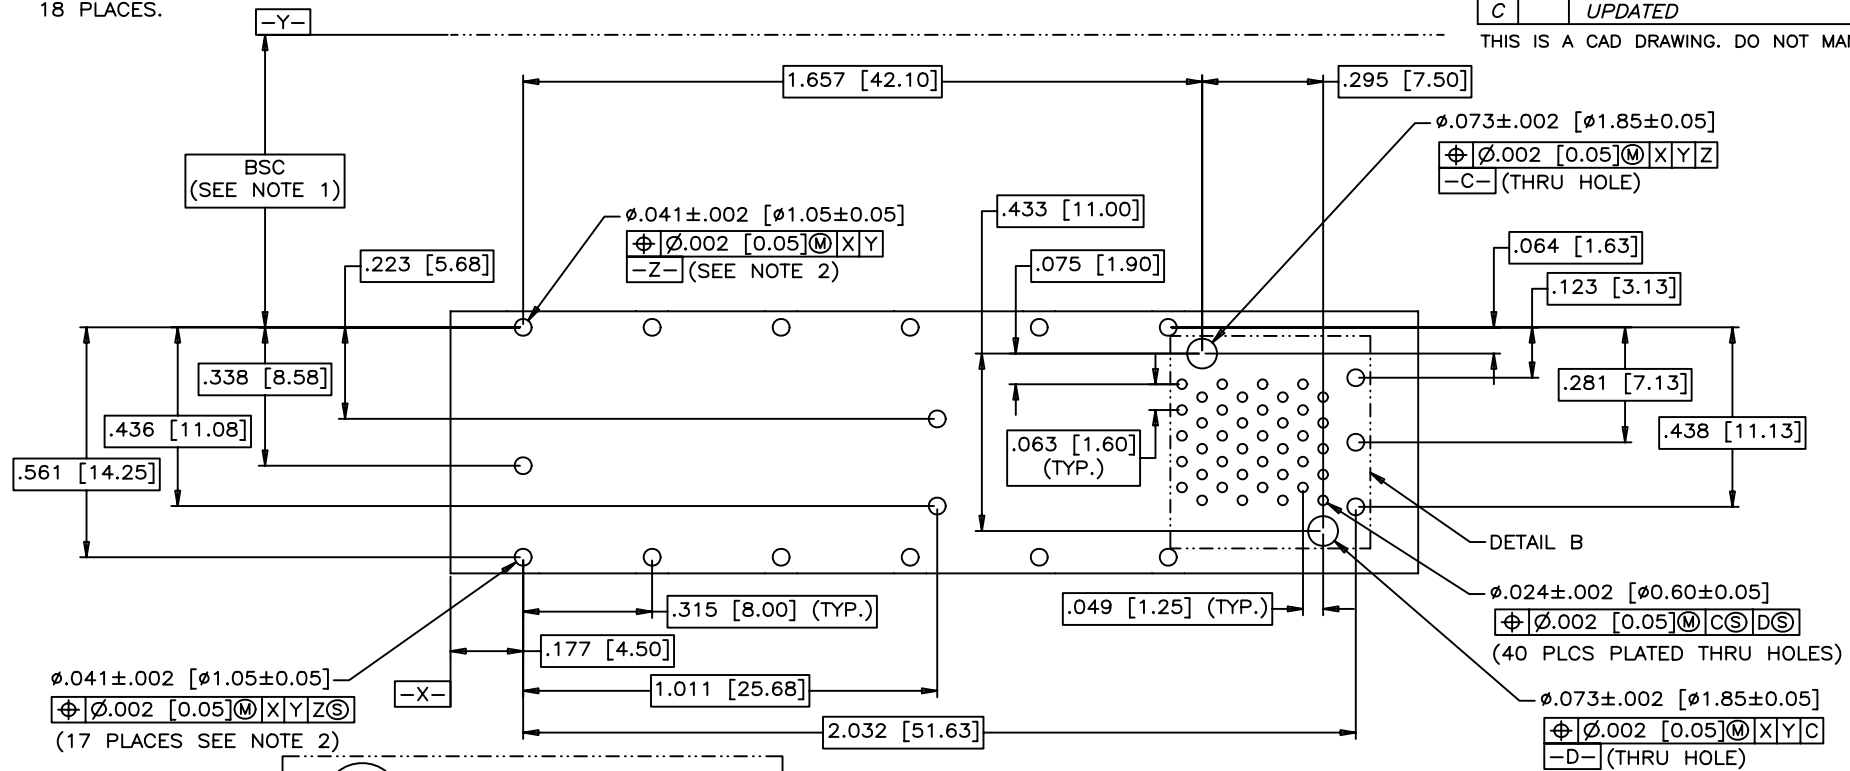 18 PLACES.
-Y-
C UPDATED
THIS IS A CAD DRAWING. DO NOT
1.657 [42.10]
.295 [7.50]
ø.073±.002 [ø1.85±0.05]
⌖ Ø.002 [0.05]Ⓜ X Y Z
-C- (THRU HOLE)
BSC
(SEE NOTE 1)
ø.041±.002 [ø1.05±0.05]
⌖ Ø.002 [0.05]Ⓜ X Y
-Z- (SEE NOTE 2)
.433 [11.00]
.064 [1.63]
.223 [5.68]
.075 [1.90]
.123 [3.13]
.338 [8.58]
.281 [7.13]
.436 [11.08]
.438 [11.13]
.063 [1.60]
(TYP.)
.561 [14.25]
DETAIL B
.315 [8.00] (TYP.)
.049 [1.25] (TYP.)
ø.024±.002 [ø0.60±0.05]
⌖ Ø.002 [0.05]Ⓜ CⓈ DⓈ
(40 PLCS PLATED THRU HOLES)
.177 [4.50]
ø.041±.002 [ø1.05±0.05]
⌖ Ø.002 [0.05]Ⓜ X Y ZⓈ
(17 PLACES SEE NOTE 2)
-X-
1.011 [25.68]
2.032 [51.63]
ø.073±.002 [ø1.85±0.05]
⌖ Ø.002 [0.05]Ⓜ X Y C
-D- (THRU HOLE)